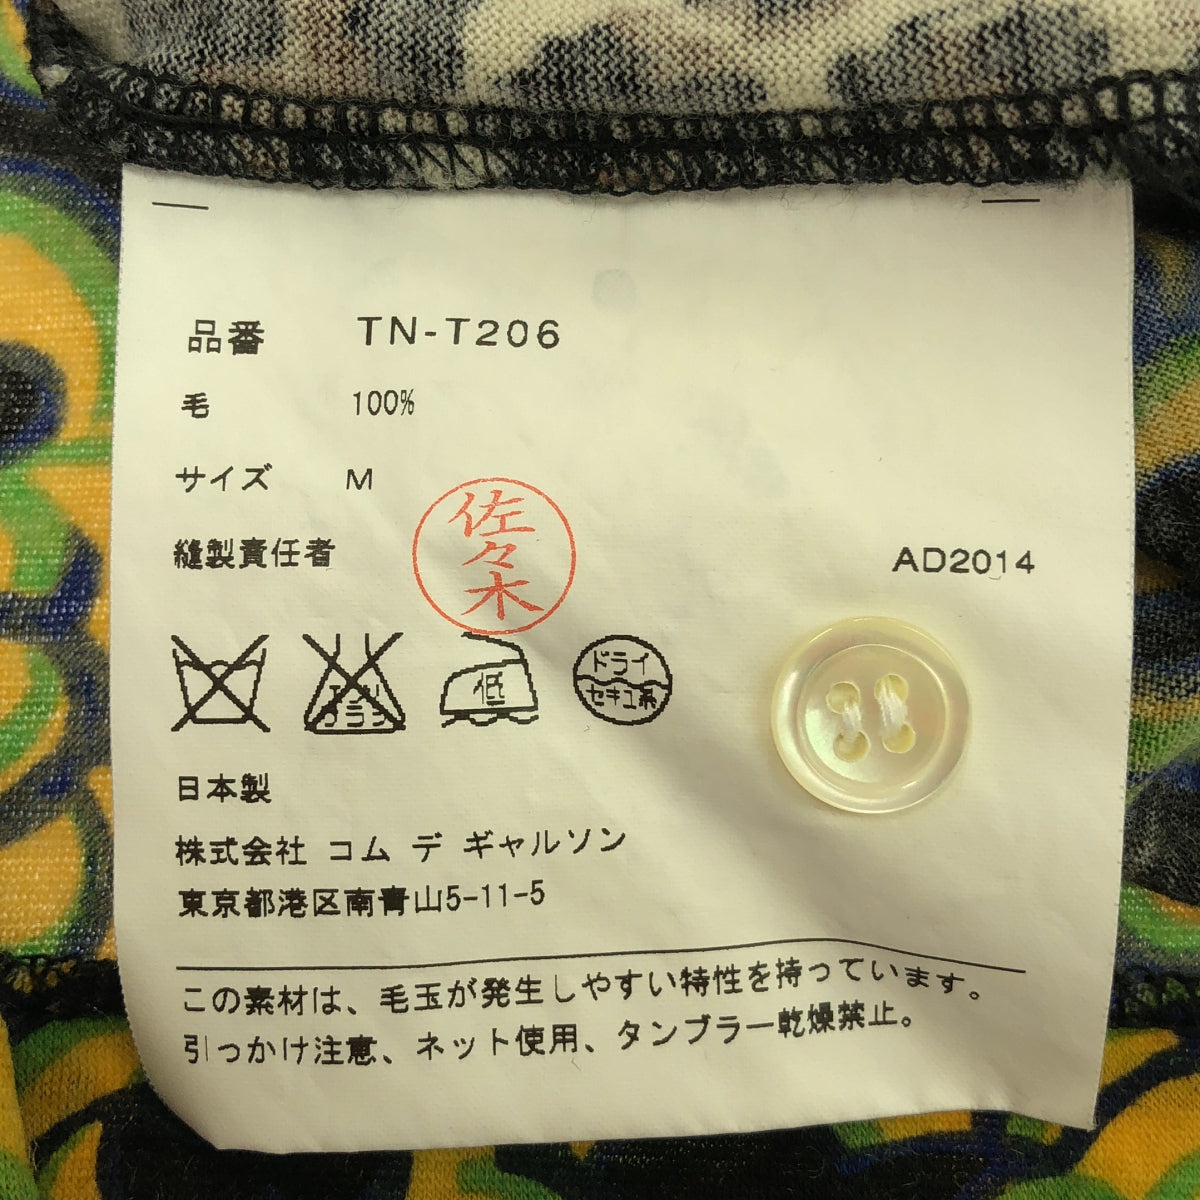 品番 TN-T206
毛 100%
サイズ M
縫製責任者 佐々木
AD2014
エンソ
低
ドライ
セキユ系
日本製
株式会社 コム デ ギャルソン
東京都港区南青山5-11-5
この素材は、毛玉が発生しやすい特性を持っています。
引っかけ注意、ネット使用、タンブラー乾燥禁止。